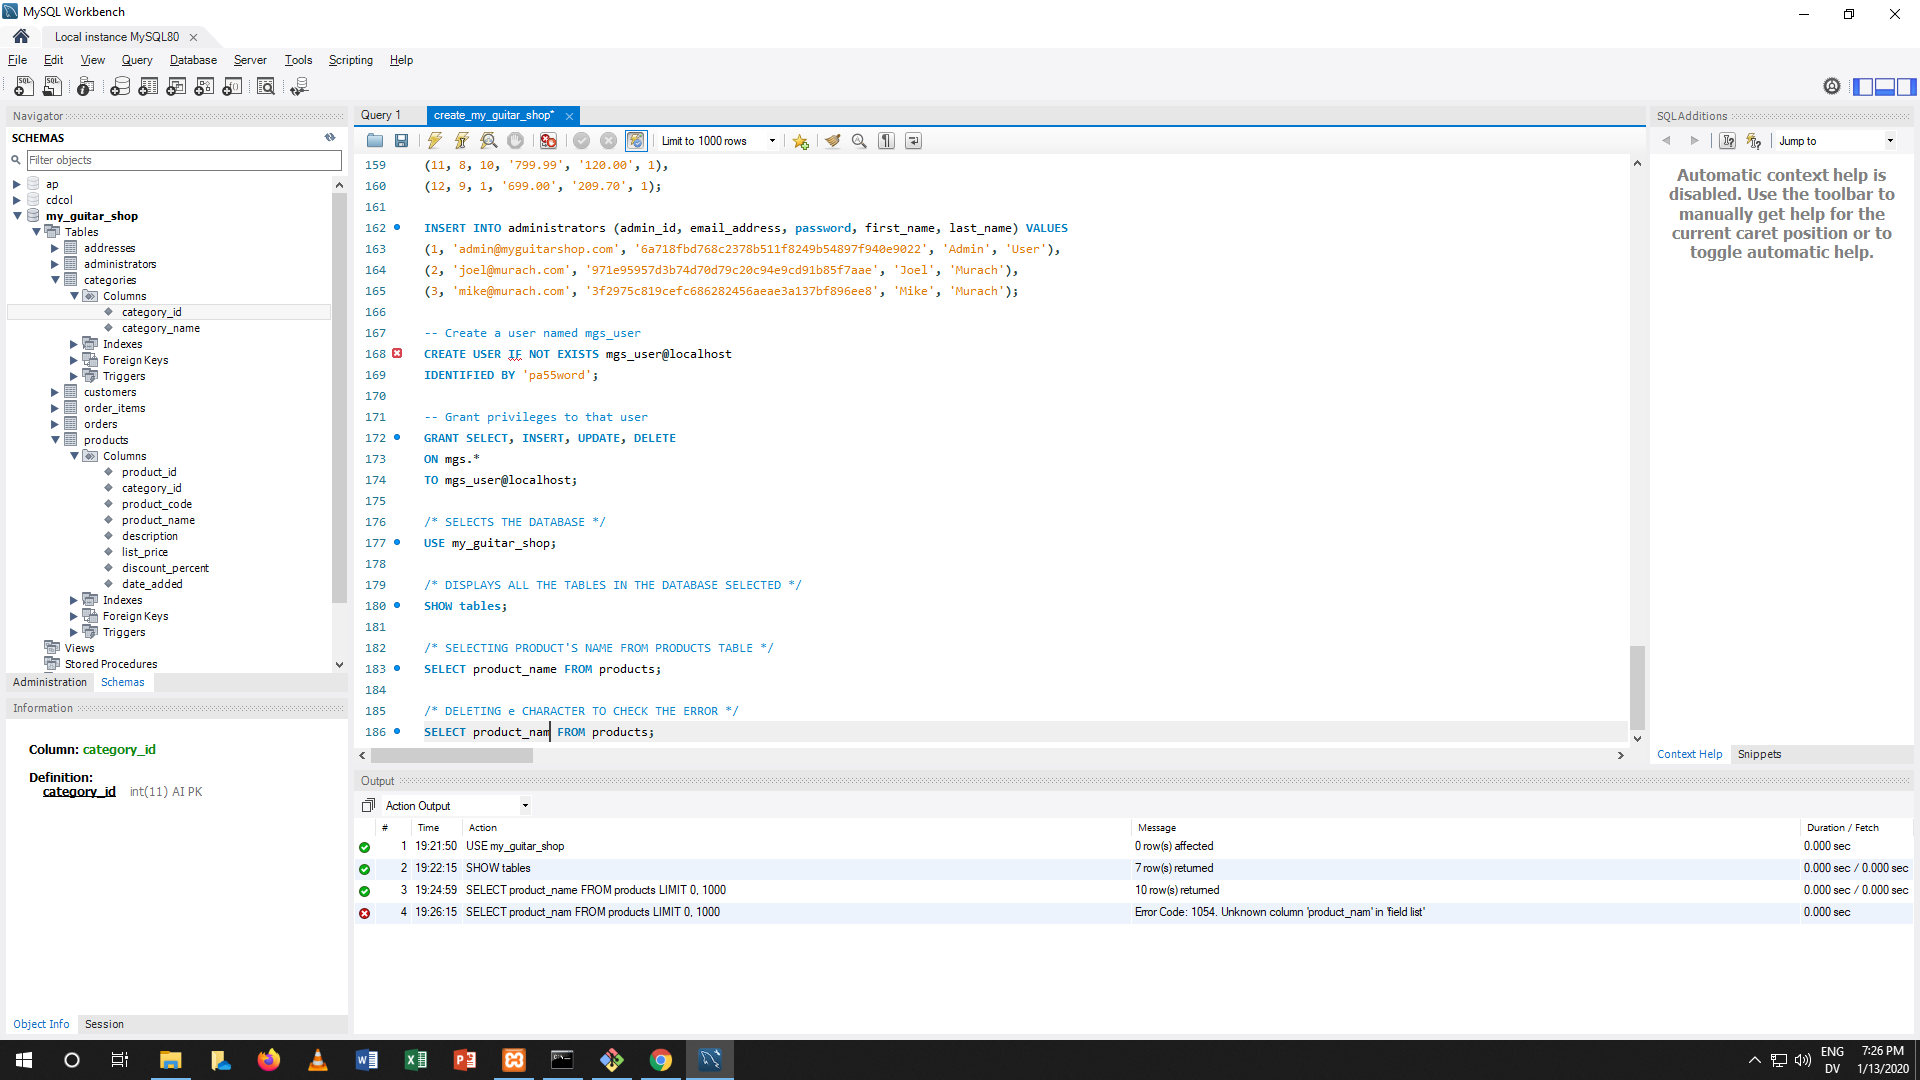 MySQL Workbench
Local instance MySQL80
File Edit View Query Database Server Tools Scripting Help
Navigator
SCHEMAS
Filter objects
ap
cdcol
my_guitar_shop
Tables
addresses
administrators
categories
Columns
category_id
category_name
Indexes
Foreign Keys
Triggers
customers
order_items
orders
products
Columns
product_id
category_id
product_code
product_name
description
list_price
discount_percent
date_added
Indexes
Foreign Keys
Triggers
Views
Stored Procedures
Administration Schemas
Information
Column: category_id
Definition:
category_id int(11) AI PK
Object Info Session
Query 1 create_my_guitar_shop*
Limit to 1000 rows
159 (11, 8, 10, '799.99', '120.00', 1),
160 (12, 9, 1, '699.00', '209.70', 1);
161
162 INSERT INTO administrators (admin_id, email_address, password, first_name, last_name) VALUES
163 (1, 'admin@myguitarshop.com', '6a718fbd768c2378b511f8249b54897f940e9022', 'Admin', 'User'),
164 (2, 'joel@murach.com', '971e95957d3b74d70d79c20c94e9cd91b85f7aae', 'Joel', 'Murach'),
165 (3, 'mike@murach.com', '3f2975c819cefc686282456aeae3a137bf896ee8', 'Mike', 'Murach');
166
167 -- Create a user named mgs_user
168 CREATE USER IF NOT EXISTS mgs_user@localhost
169 IDENTIFIED BY 'pa55word';
170
171 -- Grant privileges to that user
172 GRANT SELECT, INSERT, UPDATE, DELETE
173 ON mgs.*
174 TO mgs_user@localhost;
175
176 /* SELECTS THE DATABASE */
177 USE my_guitar_shop;
178
179 /* DISPLAYS ALL THE TABLES IN THE DATABASE SELECTED */
180 SHOW tables;
181
182 /* SELECTING PRODUCT'S NAME FROM PRODUCTS TABLE */
183 SELECT product_name FROM products;
184
185 /* DELETING e CHARACTER TO CHECK THE ERROR */
186 SELECT product_nam FROM products;
SQLAdditions
Jump to
Automatic context help is
disabled. Use the toolbar to
manually get help for the
current caret position or to
toggle automatic help.
Context Help Snippets
Output
Action Output
# Time Action Message Duration / Fetch
1 19:21:50 USE my_guitar_shop 0 row(s) affected 0.000 sec
2 19:22:15 SHOW tables 7 row(s) returned 0.000 sec / 0.000 sec
3 19:24:59 SELECT product_name FROM products LIMIT 0, 1000 10 row(s) returned 0.000 sec / 0.000 sec
4 19:26:15 SELECT product_nam FROM products LIMIT 0, 1000 Error Code: 1054. Unknown column 'product_nam' in 'field list' 0.000 sec
ENG
DV
7:26 PM
1/13/2020